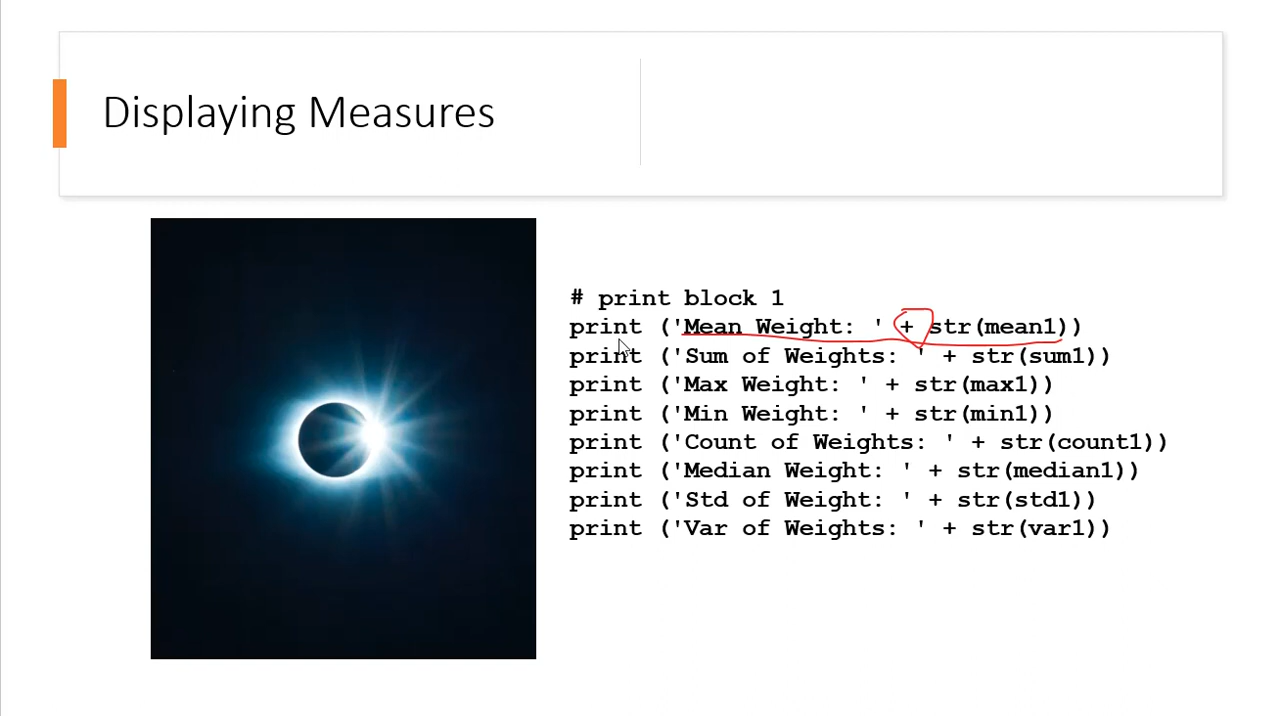 Displaying Measures
# print block 1
print ('Mean Weight: ' + str(mean1))
print ('Sum of Weights: ' + str(sum1))
print ('Max Weight: ' + str(max1))
print ('Min Weight: ' + str(min1))
print ('Count of Weights: ' + str(count1))
print ('Median Weight: ' + str(median1))
print ('Std of Weight: ' + str(std1))
print ('Var of Weights: ' + str(var1))